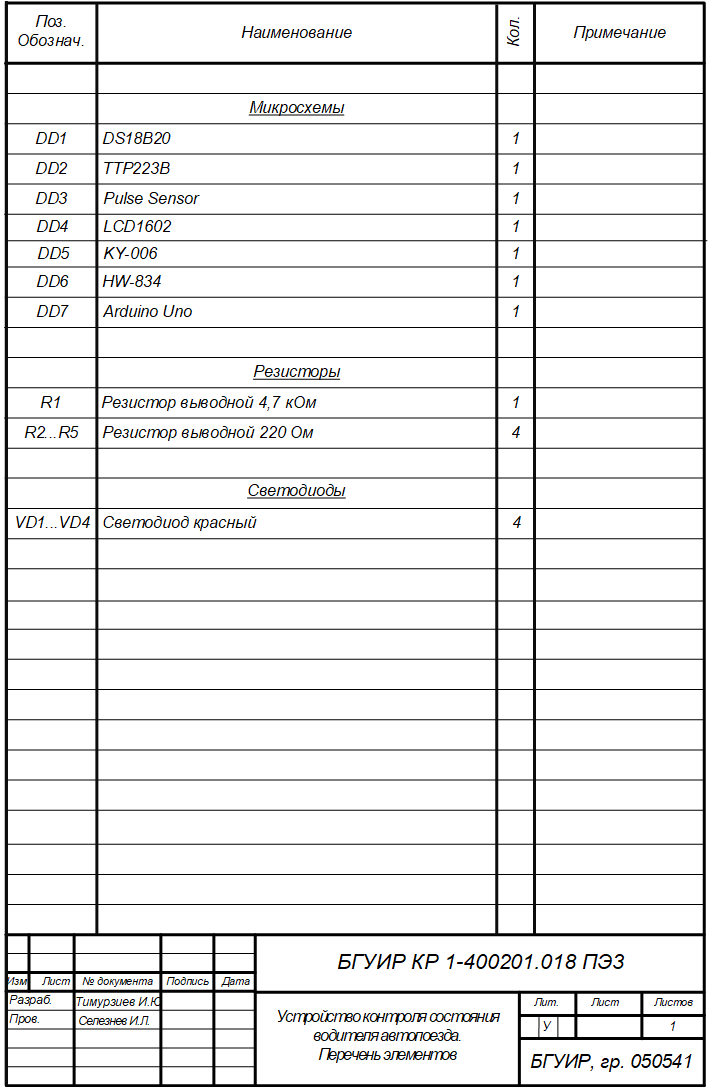 Поз. Обознач. Наименование Кол. Примечание
Микросхемы
DD1 DS18B20 1
DD2 TTP223B 1
DD3 Pulse Sensor 1
DD4 LCD1602 1
DD5 KY-006 1
DD6 HW-834 1
DD7 Arduino Uno 1
Резисторы
R1 Резистор выводной 4,7 кОм 1
R2...R5 Резистор выводной 220 Ом 4
Светодиоды
VD1...VD4 Светодиод красный 4
БГУИР КР 1-400201.018 ПЭ3
Изм Лист № документа Подпись Дата
Разраб. Тимурзиев И.Ю
Пров. Селезнев И.Л.
Устройство контроля состояния
водителя автопоезда.
Перечень элементов
Лит. Лист Листов
У 1
БГУИР, гр. 050541